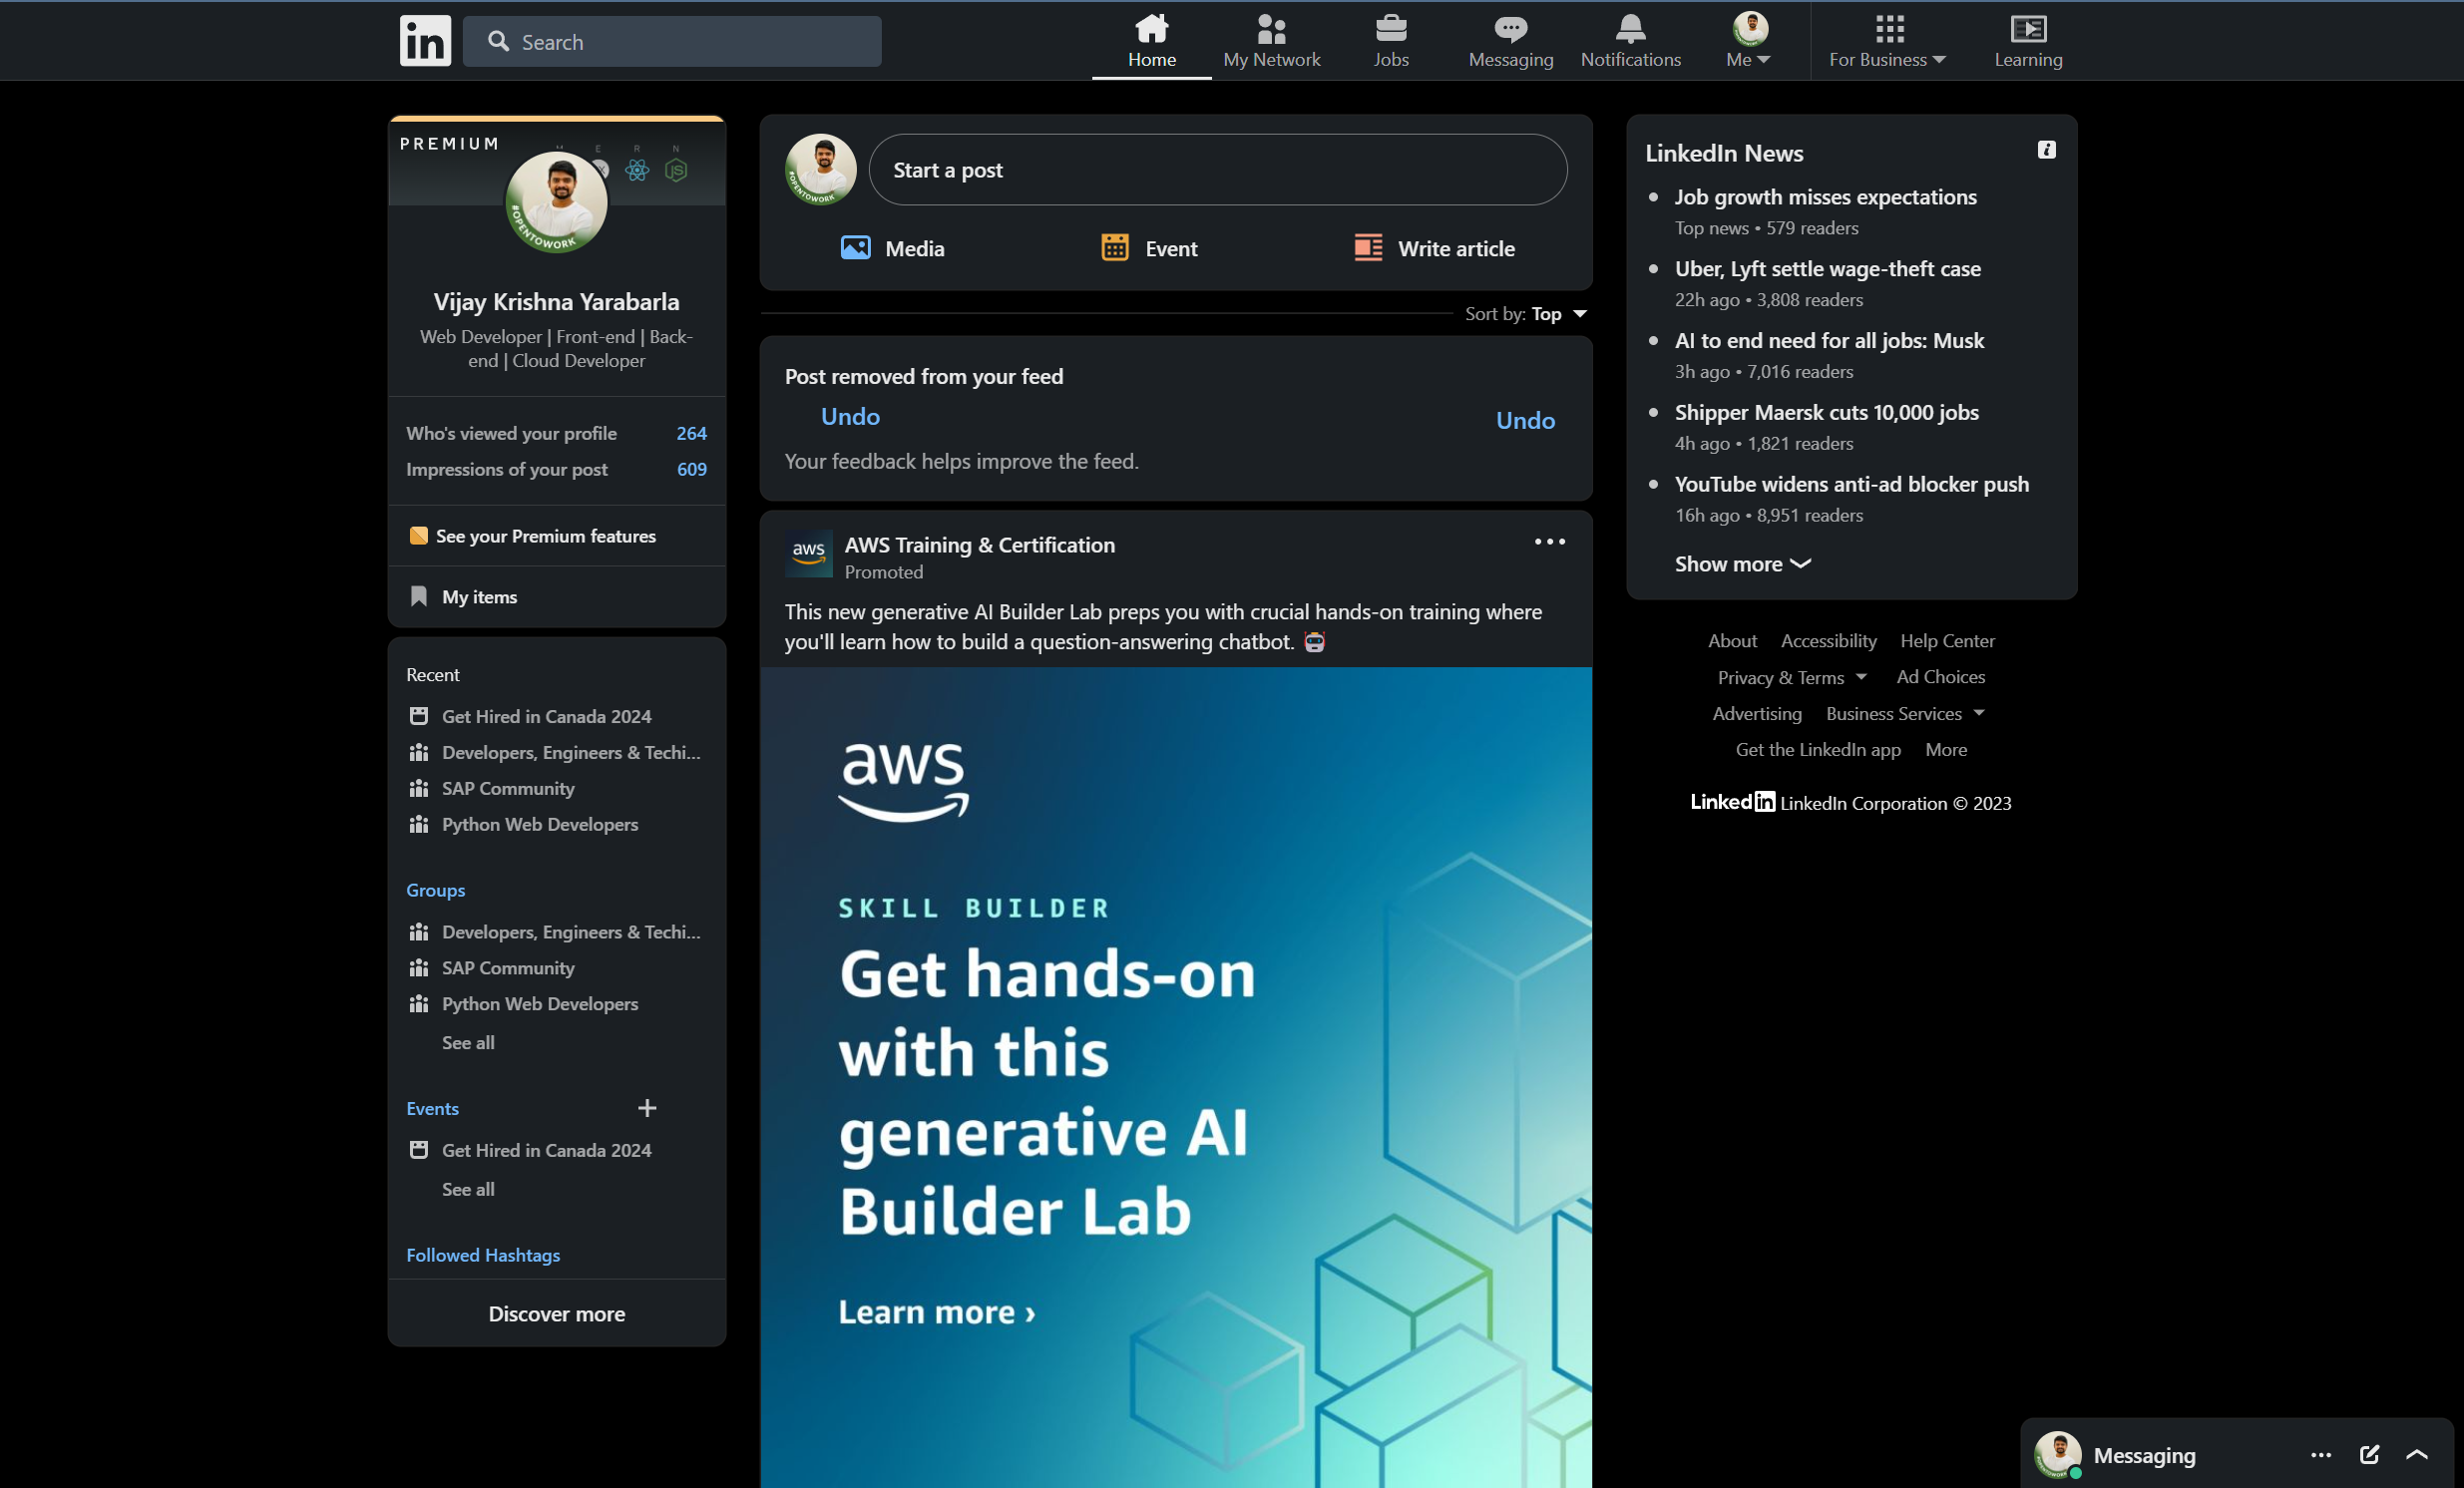 in
Search
Home
My Network
Jobs
Messaging
Notifications
Me
For Business
Learning
PREMIUM
E R N
#OPENTOWORK
Vijay Krishna Yarabarla
Web Developer | Front-end | Back-
end | Cloud Developer
Who's viewed your profile 264
Impressions of your post 609
See your Premium features
My items
Recent
Get Hired in Canada 2024
Developers, Engineers & Techi...
SAP Community
Python Web Developers
Groups
Developers, Engineers & Techi...
SAP Community
Python Web Developers
See all
Events
Get Hired in Canada 2024
See all
Followed Hashtags
Discover more
#OPENTOWORK
Start a post
Media
Event
Write article
Sort by: Top
Post removed from your feed
Undo
Undo
Your feedback helps improve the feed.
aws
AWS Training & Certification
Promoted
This new generative AI Builder Lab preps you with crucial hands-on training where
you'll learn how to build a question-answering chatbot.
aws
SKILL BUILDER
Get hands-on
with this
generative AI
Builder Lab
Learn more ›
LinkedIn News
Job growth misses expectations
Top news • 579 readers
Uber, Lyft settle wage-theft case
22h ago • 3,808 readers
AI to end need for all jobs: Musk
3h ago • 7,016 readers
Shipper Maersk cuts 10,000 jobs
4h ago • 1,821 readers
YouTube widens anti-ad blocker push
16h ago • 8,951 readers
Show more
About Accessibility Help Center
Privacy & Terms Ad Choices
Advertising Business Services
Get the LinkedIn app More
Linkedin LinkedIn Corporation © 2023
Messaging